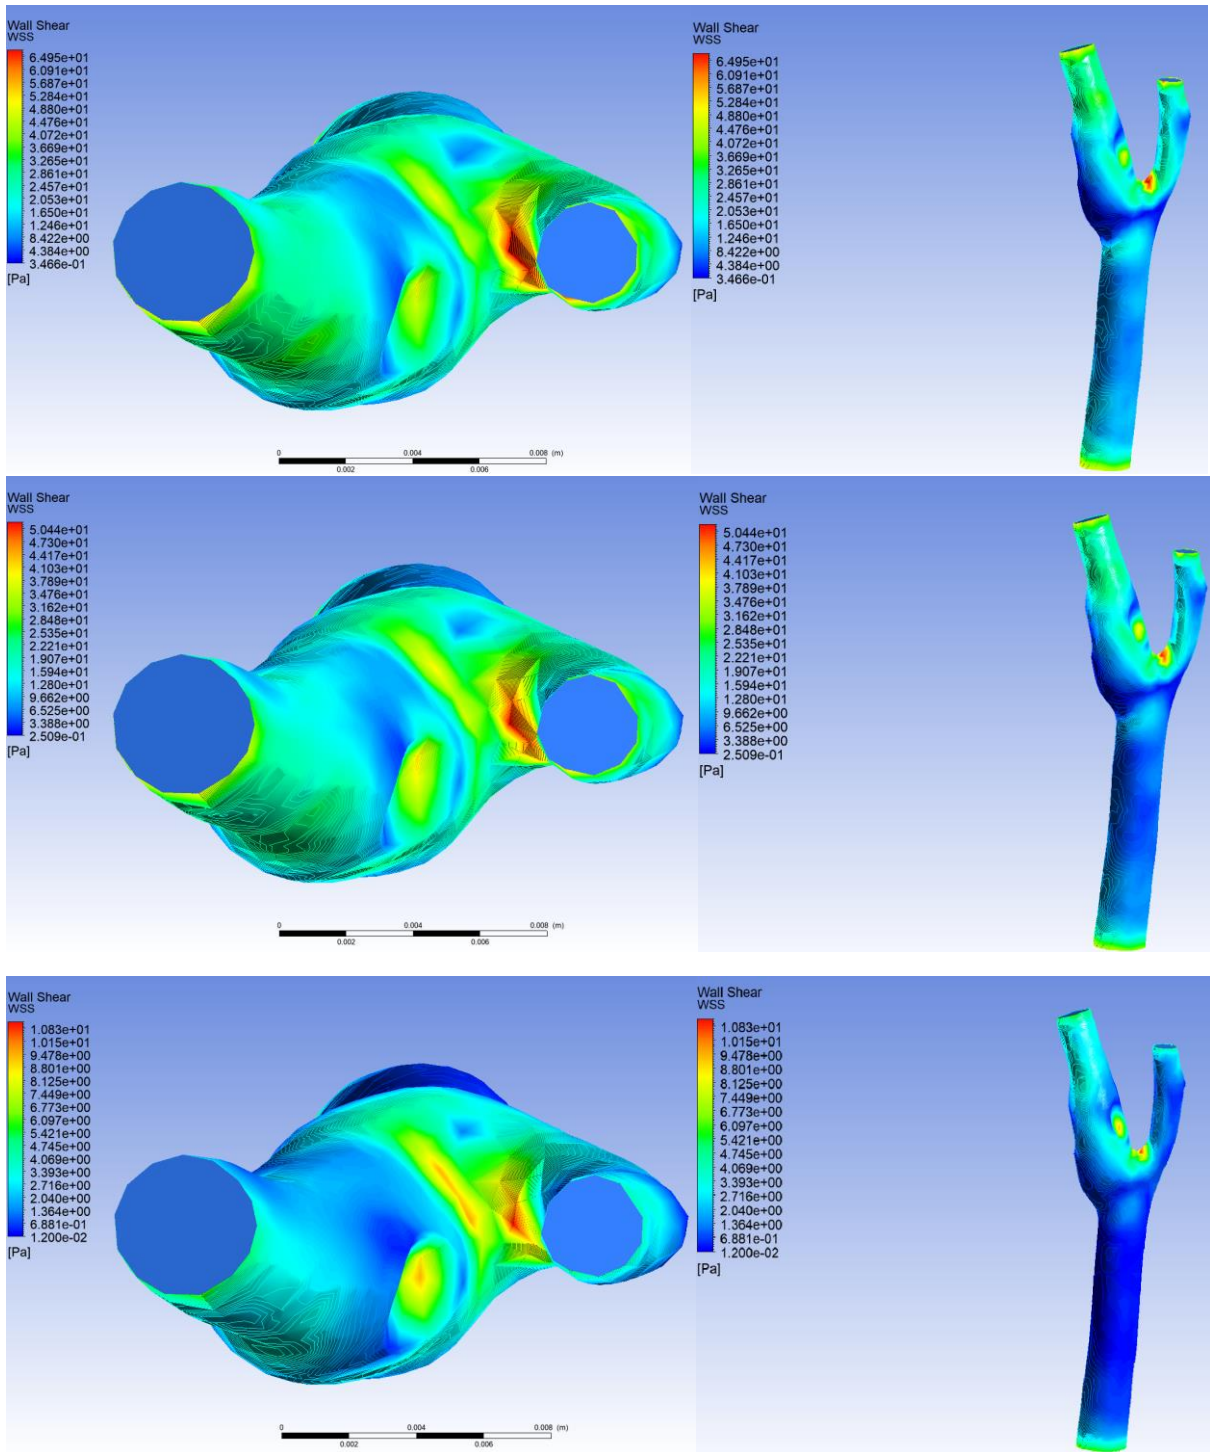 Wall Shear
WSS
6.495e+01
6.091e+01
5.687e+01
5.284e+01
4.880e+01
4.476e+01
4.072e+01
3.669e+01
3.265e+01
2.861e+01
2.457e+01
2.053e+01
1.650e+01
1.246e+01
8.422e+00
4.384e+00
3.466e-01
[Pa]
0 0.004 0.008 (m)
0.002 0.006
Wall Shear
WSS
6.495e+01
6.091e+01
5.687e+01
5.284e+01
4.880e+01
4.476e+01
4.072e+01
3.669e+01
3.265e+01
2.861e+01
2.457e+01
2.053e+01
1.650e+01
1.246e+01
8.422e+00
4.384e+00
3.466e-01
[Pa]
Wall Shear
WSS
5.044e+01
4.730e+01
4.417e+01
4.103e+01
3.789e+01
3.476e+01
3.162e+01
2.848e+01
2.535e+01
2.221e+01
1.907e+01
1.594e+01
1.280e+01
9.662e+00
6.525e+00
3.388e+00
2.509e-01
[Pa]
0 0.004 0.008 (m)
0.002 0.006
Wall Shear
WSS
5.044e+01
4.730e+01
4.417e+01
4.103e+01
3.789e+01
3.476e+01
3.162e+01
2.848e+01
2.535e+01
2.221e+01
1.907e+01
1.594e+01
1.280e+01
9.662e+00
6.525e+00
3.388e+00
2.509e-01
[Pa]
Wall Shear
WSS
1.083e+01
1.015e+01
9.478e+00
8.801e+00
8.125e+00
7.449e+00
6.773e+00
6.097e+00
5.421e+00
4.745e+00
4.069e+00
3.393e+00
2.716e+00
2.040e+00
1.364e+00
6.881e-01
1.200e-02
[Pa]
0 0.004 0.008 (m)
0.002 0.006
Wall Shear
WSS
1.083e+01
1.015e+01
9.478e+00
8.801e+00
8.125e+00
7.449e+00
6.773e+00
6.097e+00
5.421e+00
4.745e+00
4.069e+00
3.393e+00
2.716e+00
2.040e+00
1.364e+00
6.881e-01
1.200e-02
[Pa]